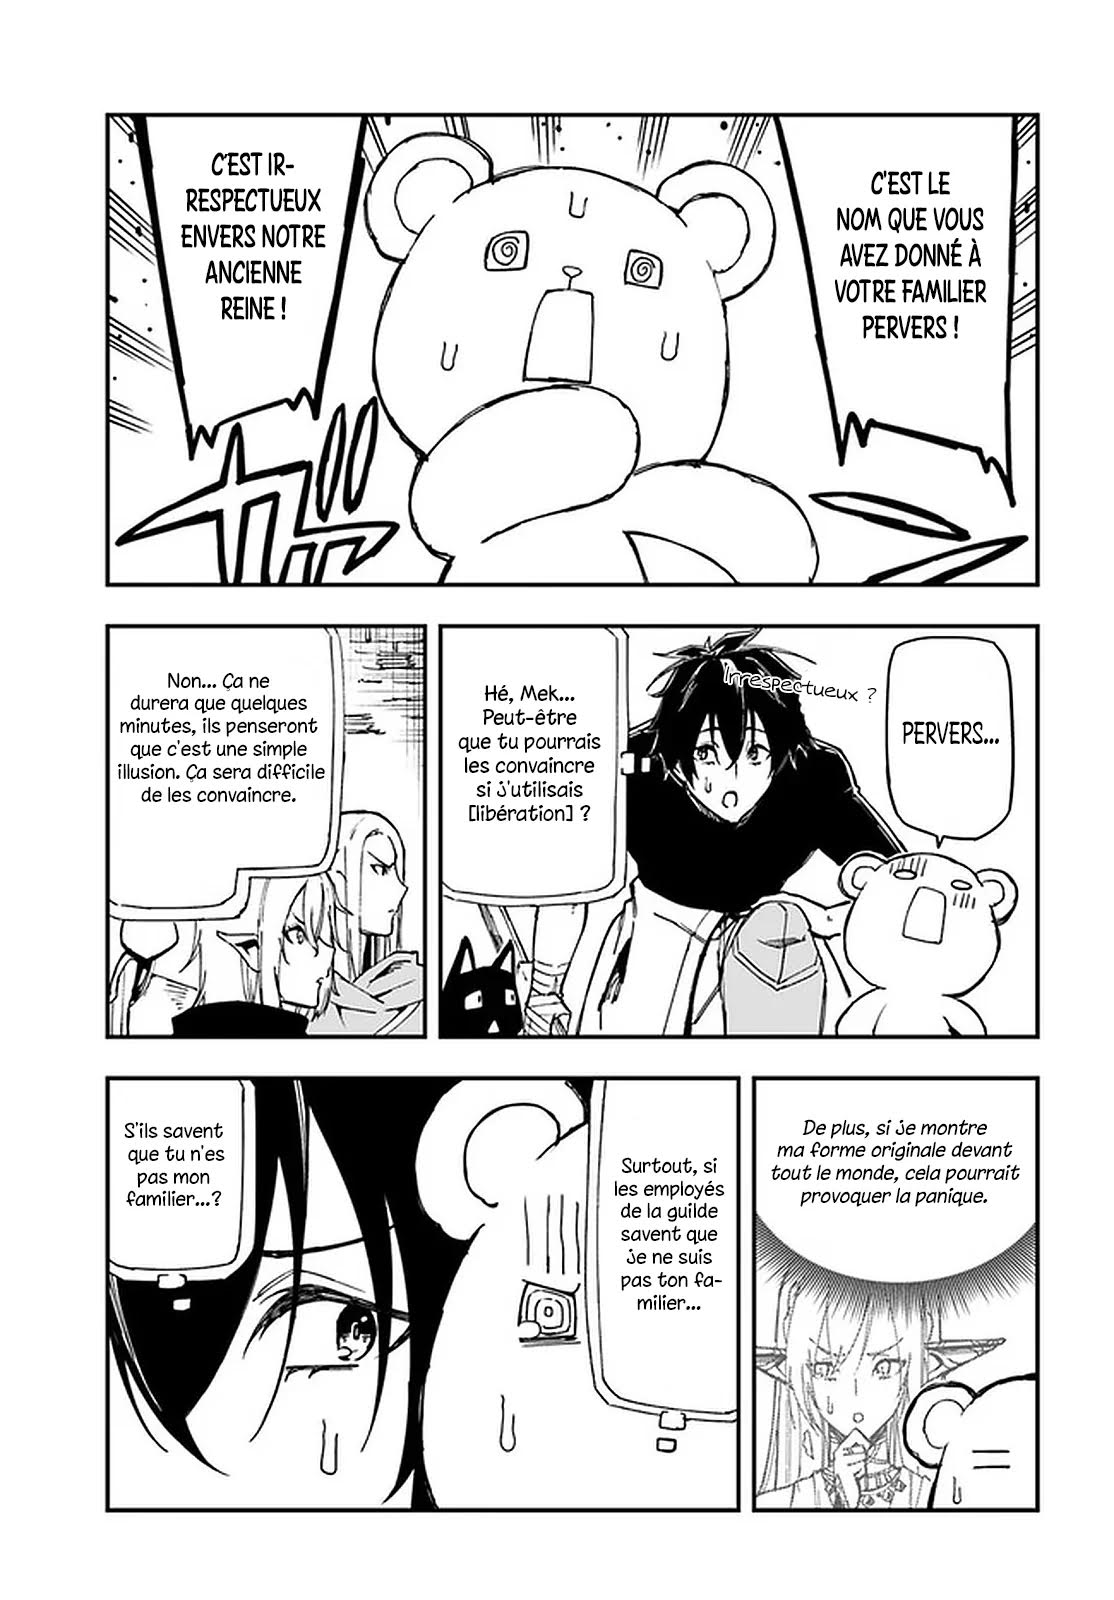 C'EST LE
NOM QUE VOUS
AVEZ DONNÉ À
VOTRE FAMILIER
PERVERS !
C'EST IR-
RESPECTUEUX
ENVERS NOTRE
ANCIENNE
REINE !
PERVERS...
Irrespectueux ?
Hé, Mek...
Peut-être
que tu pourrais
les convaincre
si j'utilisais
[libération] ?
Non... Ça ne
durera que quelques
minutes, ils penseront
que c'est une simple
illusion. Ça sera difficile
de les convaincre.
De plus, si je montre
ma forme originale devant
tout le monde, cela pourrait
provoquer la panique.
Surtout, si
les employés
de la guilde
savent que
je ne suis
pas ton fa-
milier...
S'ils savent
que tu n'es
pas mon
familier...?